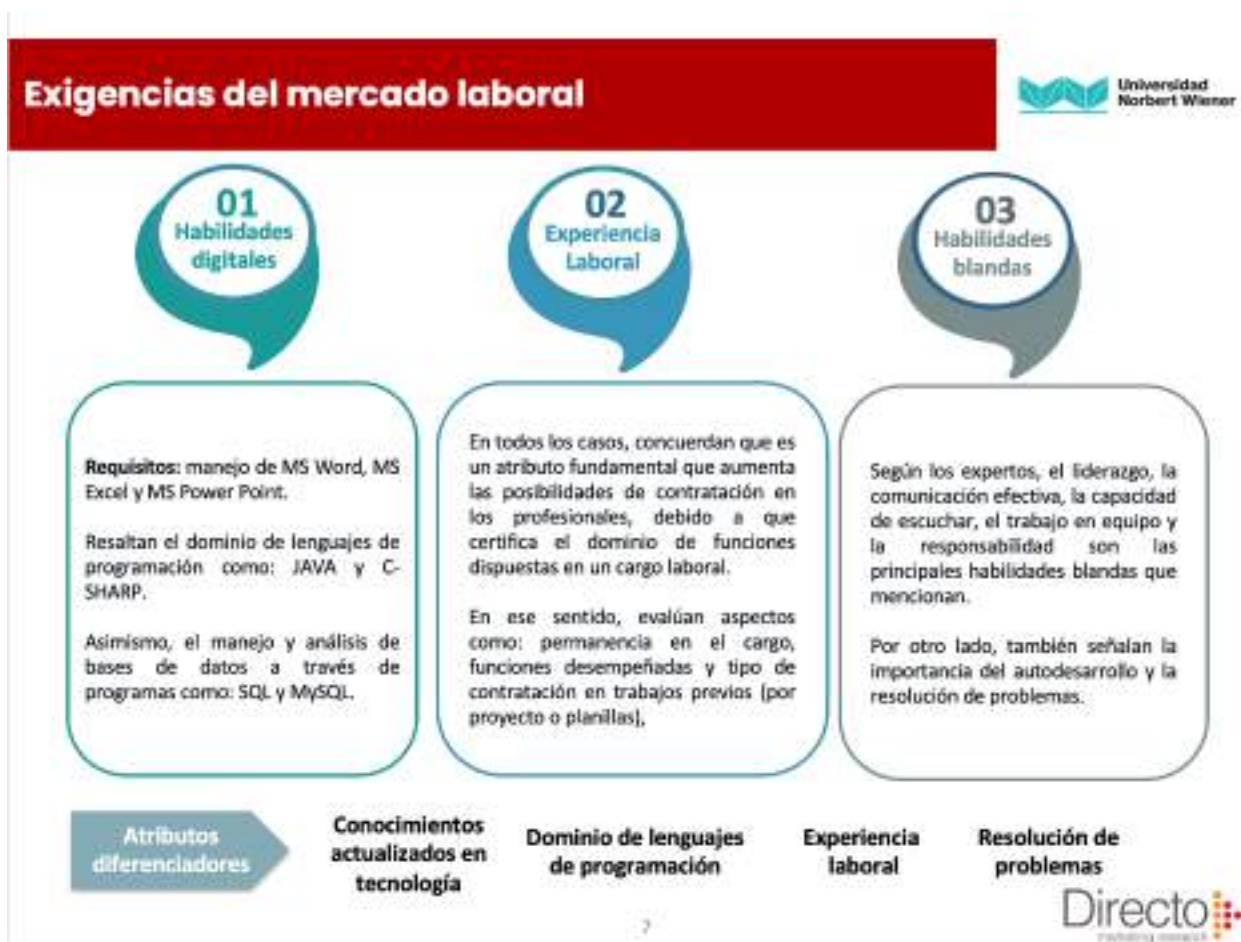 Exigencias del mercado laboral
Universidad
Norbert Wiener
01
Habilidades
digitales
02
Experiencia
Laboral
03
Habilidades
blandas
Requisitos: manejo de MS Word, MS
Excel y MS Power Point.
Resaltan el dominio de lenguajes de
programación como: JAVA y C-
SHARP.
Asimismo, el manejo y análisis de
bases de datos a través de
programas como: SQL y MySQL.
En todos los casos, concuerdan que es
un atributo fundamental que aumenta
las posibilidades de contratación en
los profesionales, debido a que
certifica el dominio de funciones
dispuestas en un cargo laboral.
En ese sentido, evalúan aspectos
como: permanencia en el cargo,
funciones desempeñadas y tipo de
contratación en trabajos previos (por
proyecto o planillas),
Según los expertos, el liderazgo, la
comunicación efectiva, la capacidad
de escuchar, el trabajo en equipo y
la responsabilidad son las
principales habilidades blandas que
mencionan.
Por otro lado, también señalan la
importancia del autodesarrollo y la
resolución de problemas.
Atributos
diferenciadores
Conocimientos
actualizados en
tecnología
Dominio de lenguajes
de programación
Experiencia
laboral
Resolución de
problemas
7
Directo
marketing research